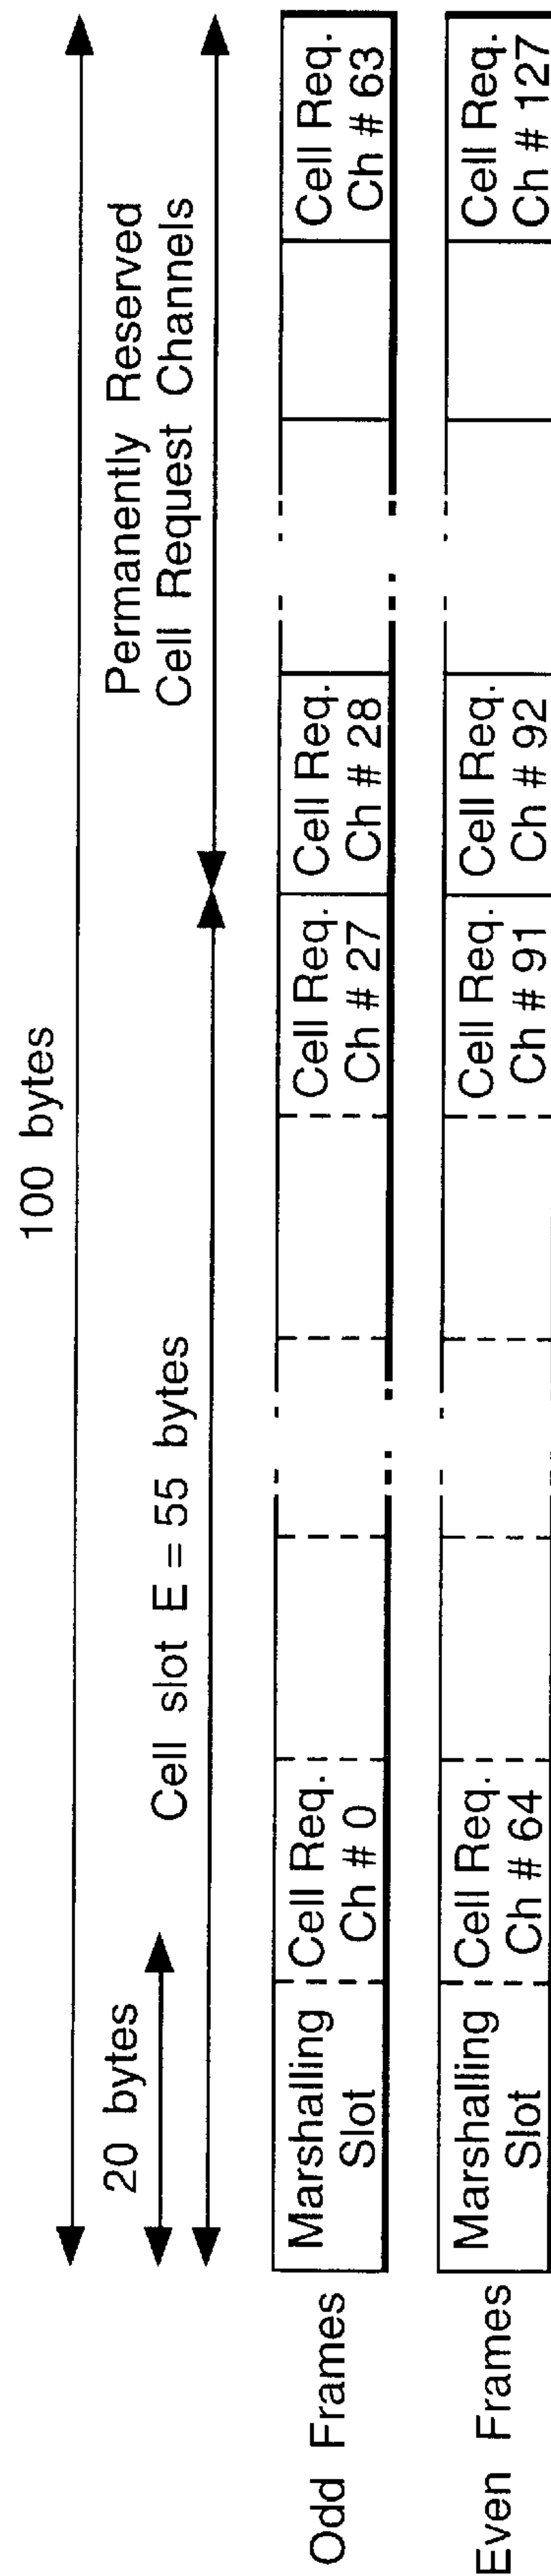 100 bytes
20 bytes
Cell slot E = 55 bytes
Permanently Reserved
Cell Request Channels
Odd Frames
Marshalling
Slot
Cell Req.
Ch # 0
Cell Req.
Ch # 27
Cell Req.
Ch # 28
Cell Req.
Ch # 63
Even Frames
Marshalling
Slot
Cell Req.
Ch # 64
Cell Req.
Ch # 91
Cell Req.
Ch # 92
Cell Req.
Ch # 127